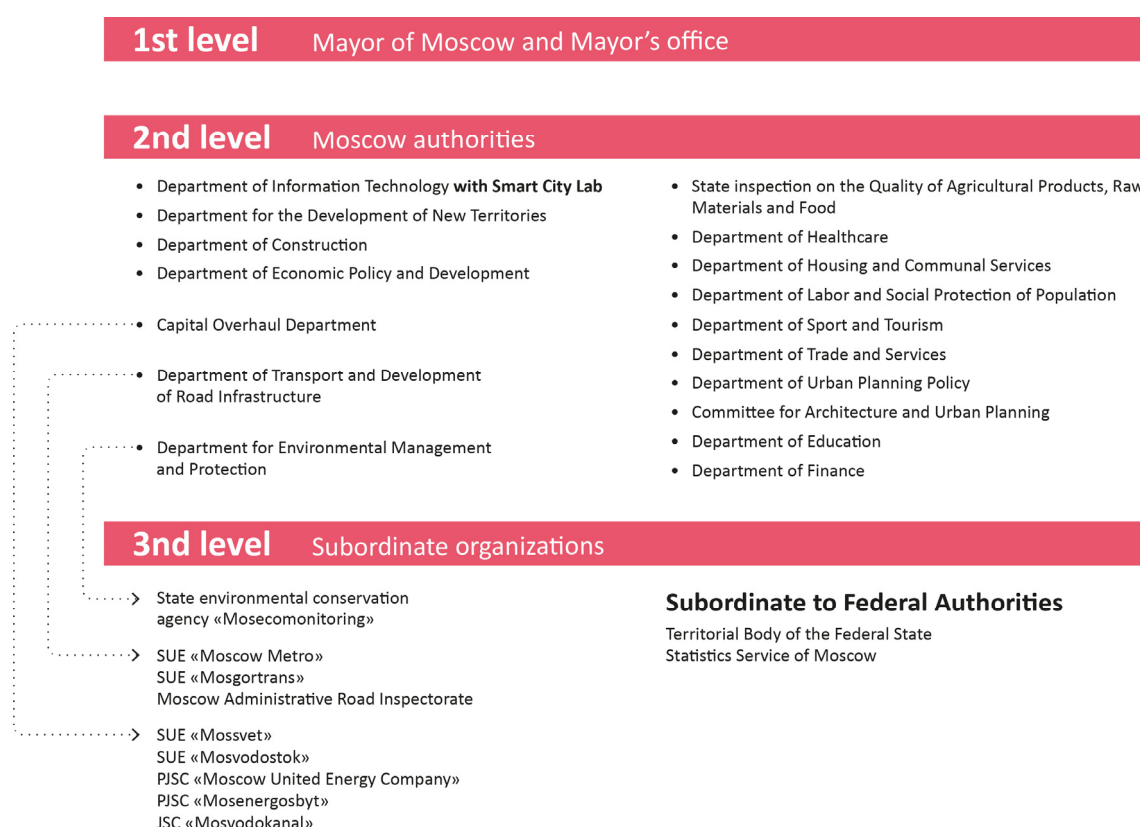 1st level Mayor of Moscow and Mayor’s office
2nd level Moscow authorities
• Department of Information Technology with Smart City Lab
• Department for the Development of New Territories
• Department of Construction
• Department of Economic Policy and Development
• Capital Overhaul Department
• Department of Transport and Development
of Road Infrastructure
• Department for Environmental Management
and Protection
• State inspection on the Quality of Agricultural Products, Raw
Materials and Food
• Department of Healthcare
• Department of Housing and Communal Services
• Department of Labor and Social Protection of Population
• Department of Sport and Tourism
• Department of Trade and Services
• Department of Urban Planning Policy
• Committee for Architecture and Urban Planning
• Department of Education
• Department of Finance
3nd level Subordinate organizations
State environmental conservation
agency «Mosecomonitoring»
SUE «Moscow Metro»
SUE «Mosgortrans»
Moscow Administrative Road Inspectorate
SUE «Mossvet»
SUE «Mosvodostok»
PJSC «Moscow United Energy Company»
PJSC «Mosenergosbyt»
JSC «Mosvodokanal»
Subordinate to Federal Authorities
Territorial Body of the Federal State
Statistics Service of Moscow